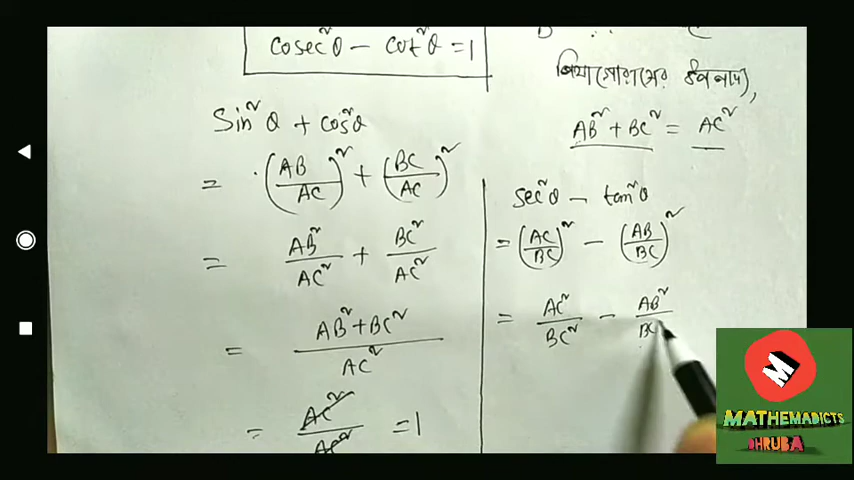 cosec²θ − cot²θ = 1
B
পিথাগোরাসের উপপাদ্য,
AB² + BC² = AC²
Sin²θ + cos²θ
= (AB/AC)² + (BC/AC)²
= AB²/AC² + BC²/AC²
= AB² + BC²/AC²
= AC²/AC² = 1
sec²θ − tan²θ
= (AC/BC)² − (AB/BC)²
= AC²/BC² − AB²/BC
MATHEMADICTS
DHRUBA